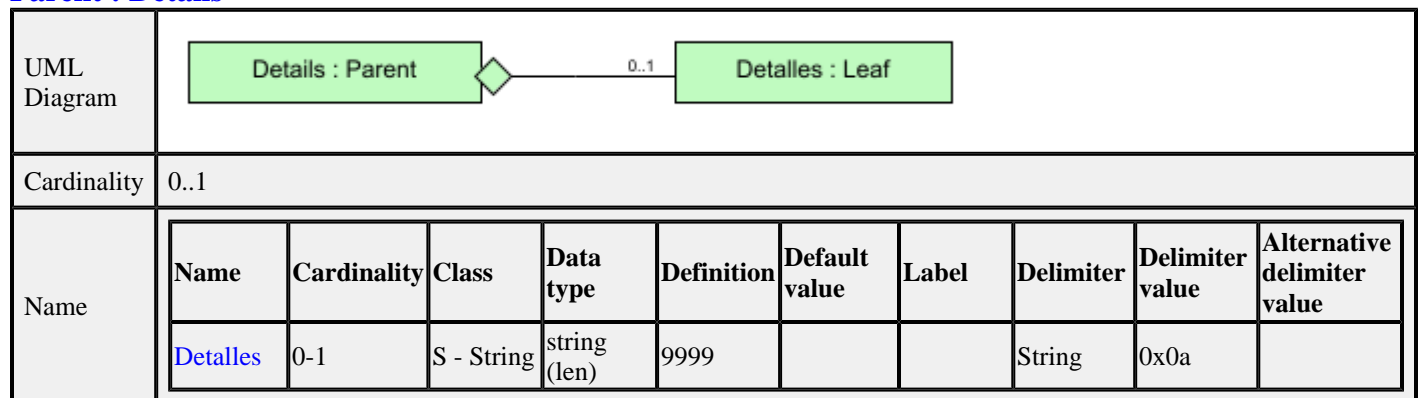 Parent : Details
UML
Diagram
Details : Parent
0..1
Detalles : Leaf
Cardinality
0..1
Name
Name
Cardinality
Class
Data
type
Definition
Default
value
Label
Delimiter
Delimiter
value
Alternative
delimiter
value
Detalles
0-1
S - String
string
(len)
9999
String
0x0a